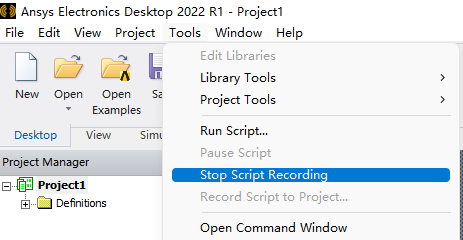 Ansys Electronics Desktop 2022 R1 - Project1
File Edit View Project Tools Window Help
New Open Open Examples
Desktop View
Project Manager
Project1
Definitions
Edit Libraries
Library Tools
Project Tools
Run Script...
Pause Script
Stop Script Recording
Record Script to Project...
Open Command Window